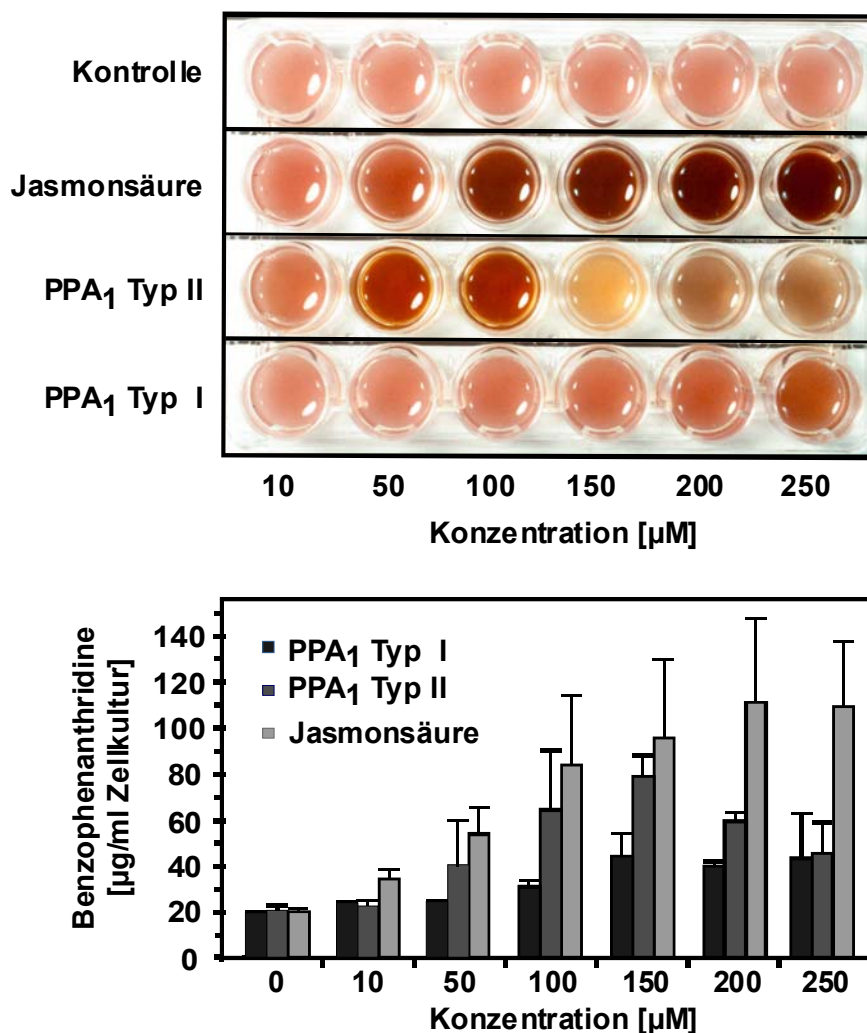 Kontrolle
Jasmonsäure
PPA1 Typ II
PPA1 Typ I
10 50 100 150 200 250
Konzentration [µM]
Benzophenanthridine
[µg/ml Zellkultur]
140
120
100
80
60
40
20
0
PPA1 Typ I
PPA1 Typ II
Jasmonsäure
0 10 50 100 150 200 250
Konzentration [µM]